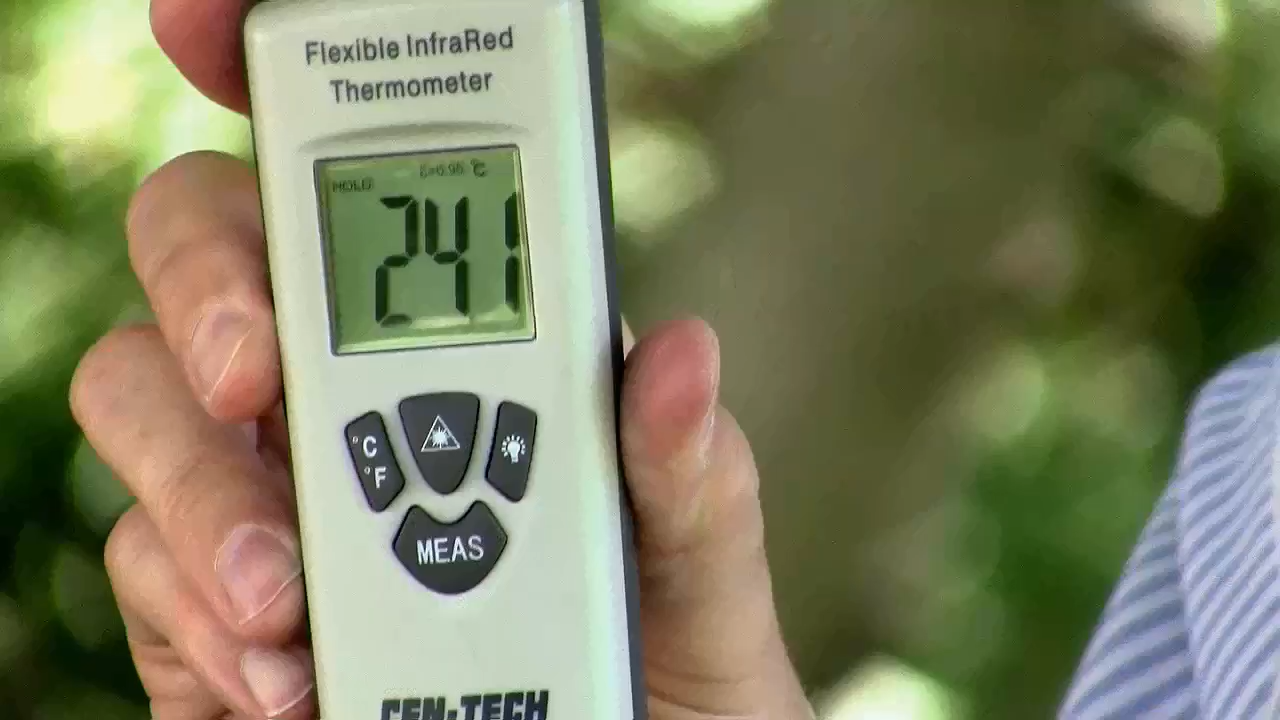 Flexible InfraRed
Thermometer
ε=0.95 °C
HOLD
241
°C
°F
MEAS
CEN-TECH